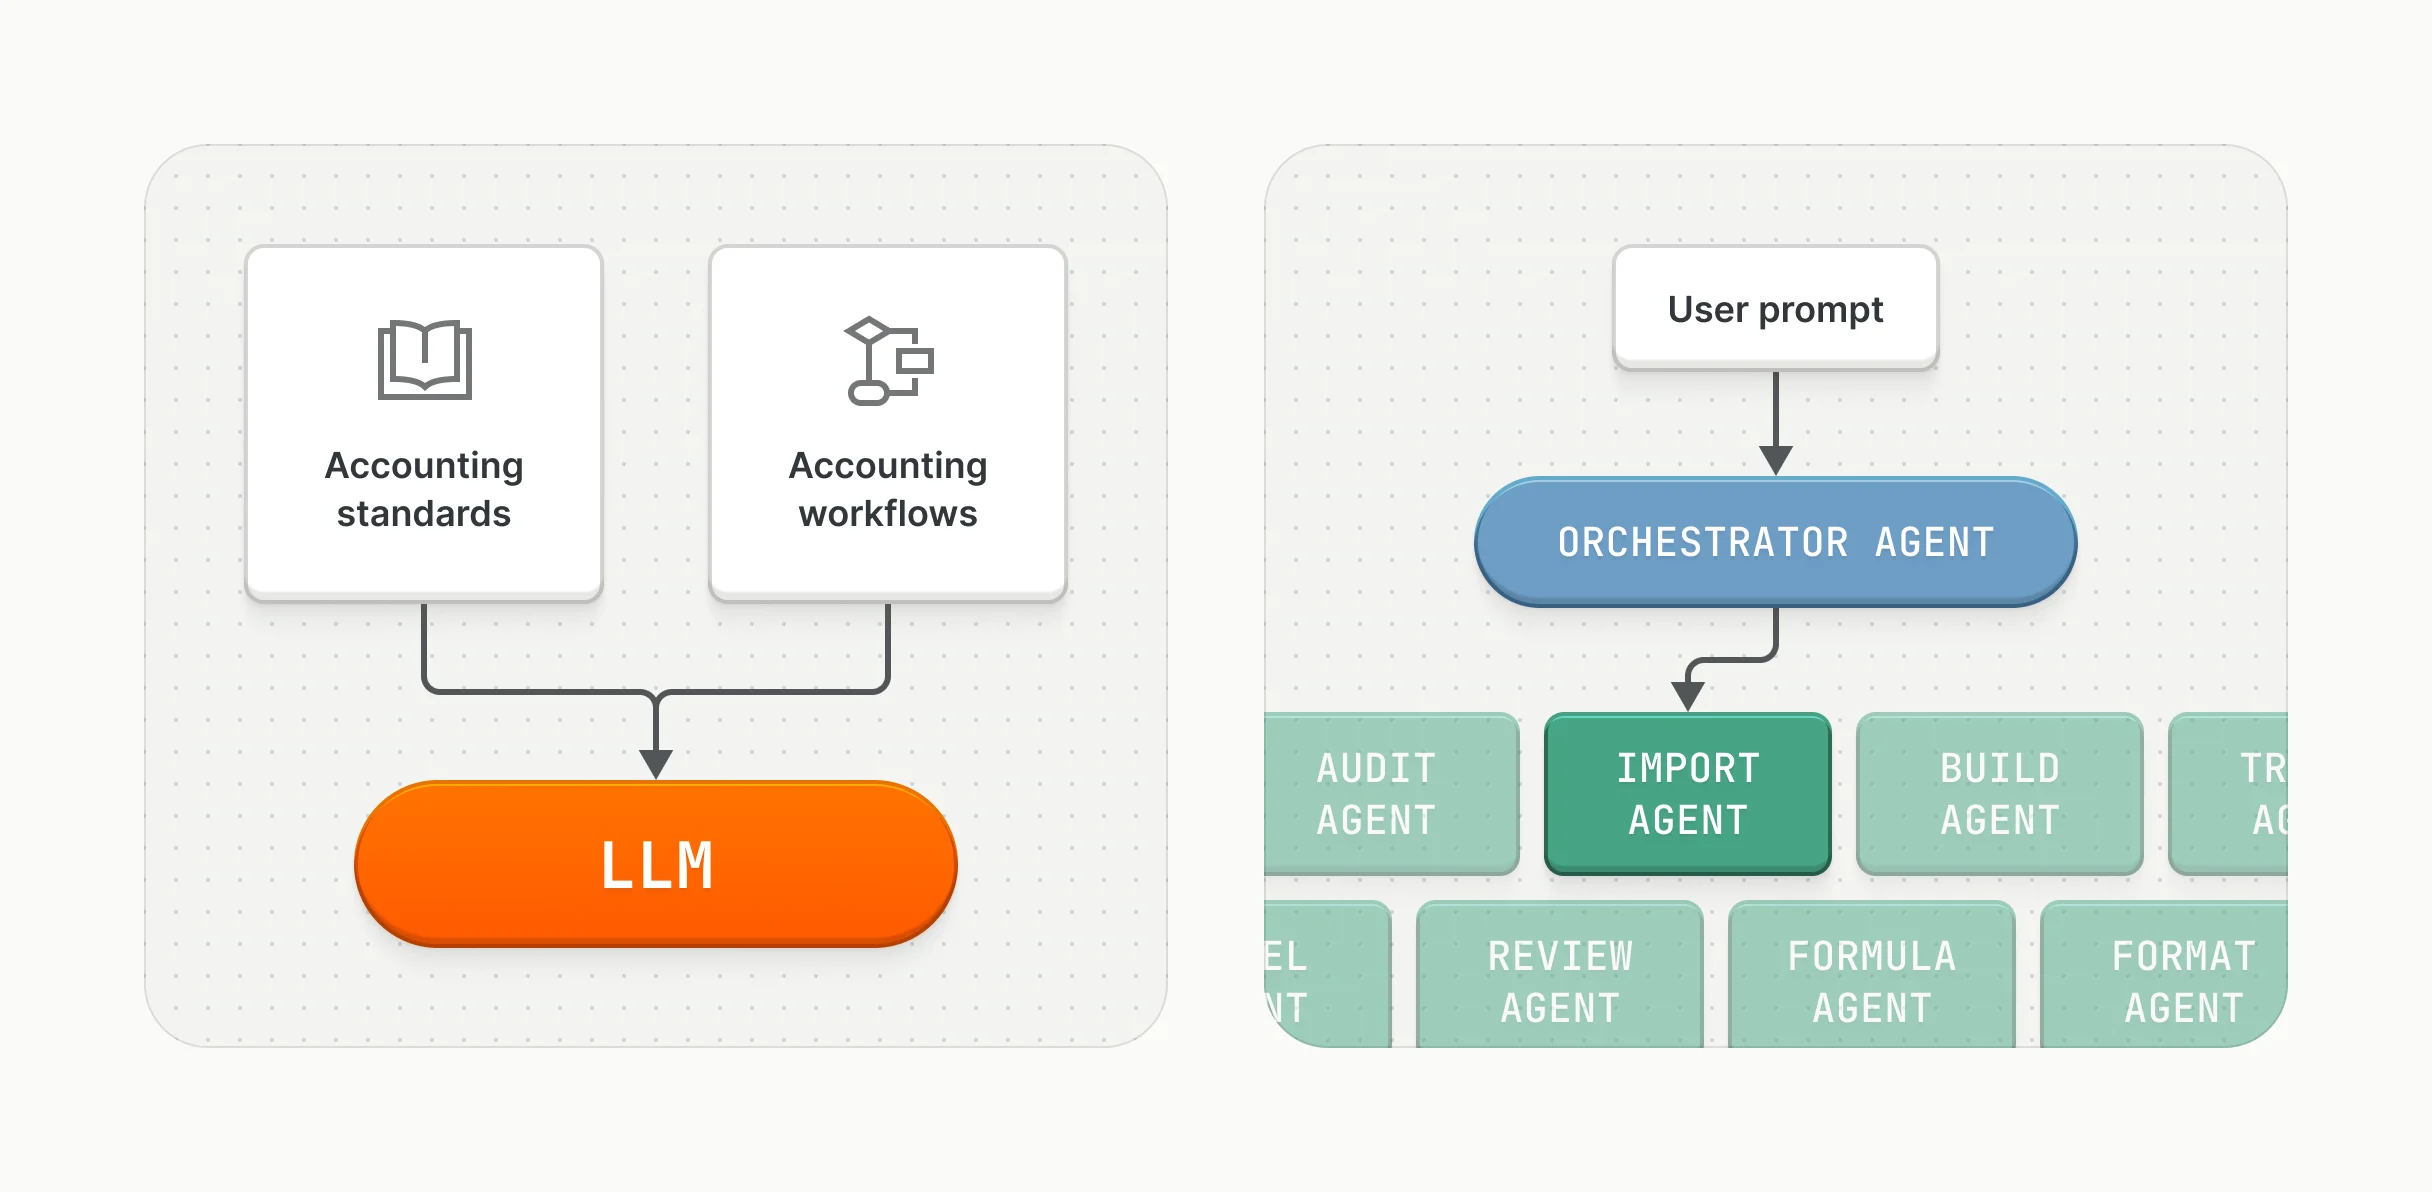 Accounting
standards
Accounting
workflows
LLM
User prompt
ORCHESTRATOR AGENT
AUDIT
AGENT
IMPORT
AGENT
BUILD
AGENT
TR
AG
EL
NT
REVIEW
AGENT
FORMULA
AGENT
FORMAT
AGENT